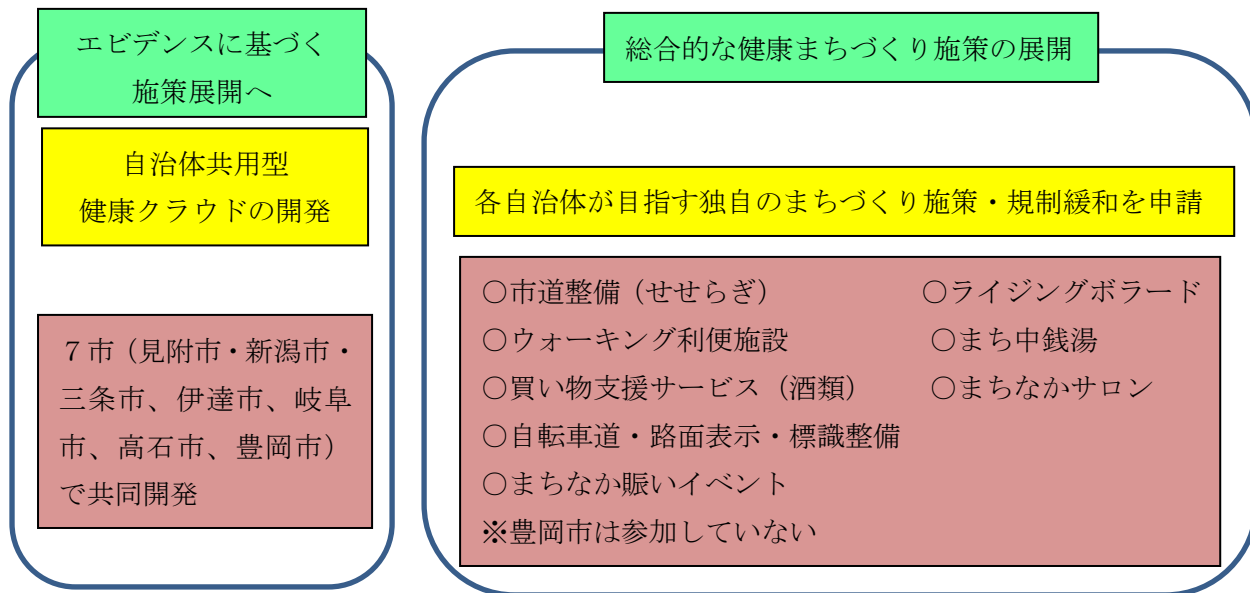 エビデンスに基づく
施策展開へ
自治体共用型
健康クラウドの開発
７市（見附市・新潟市・
三条市、伊達市、岐阜
市、高石市、豊岡市）
で共同開発
総合的な健康まちづくり施策の展開
各自治体が目指す独自のまちづくり施策・規制緩和を申請
○市道整備（せせらぎ）　○ライジングボラード
○ウォーキング利便施設　○まち中銭湯
○買い物支援サービス（酒類）　○まちなかサロン
○自転車道・路面表示・標識整備
○まちなか賑いイベント
※豊岡市は参加していない